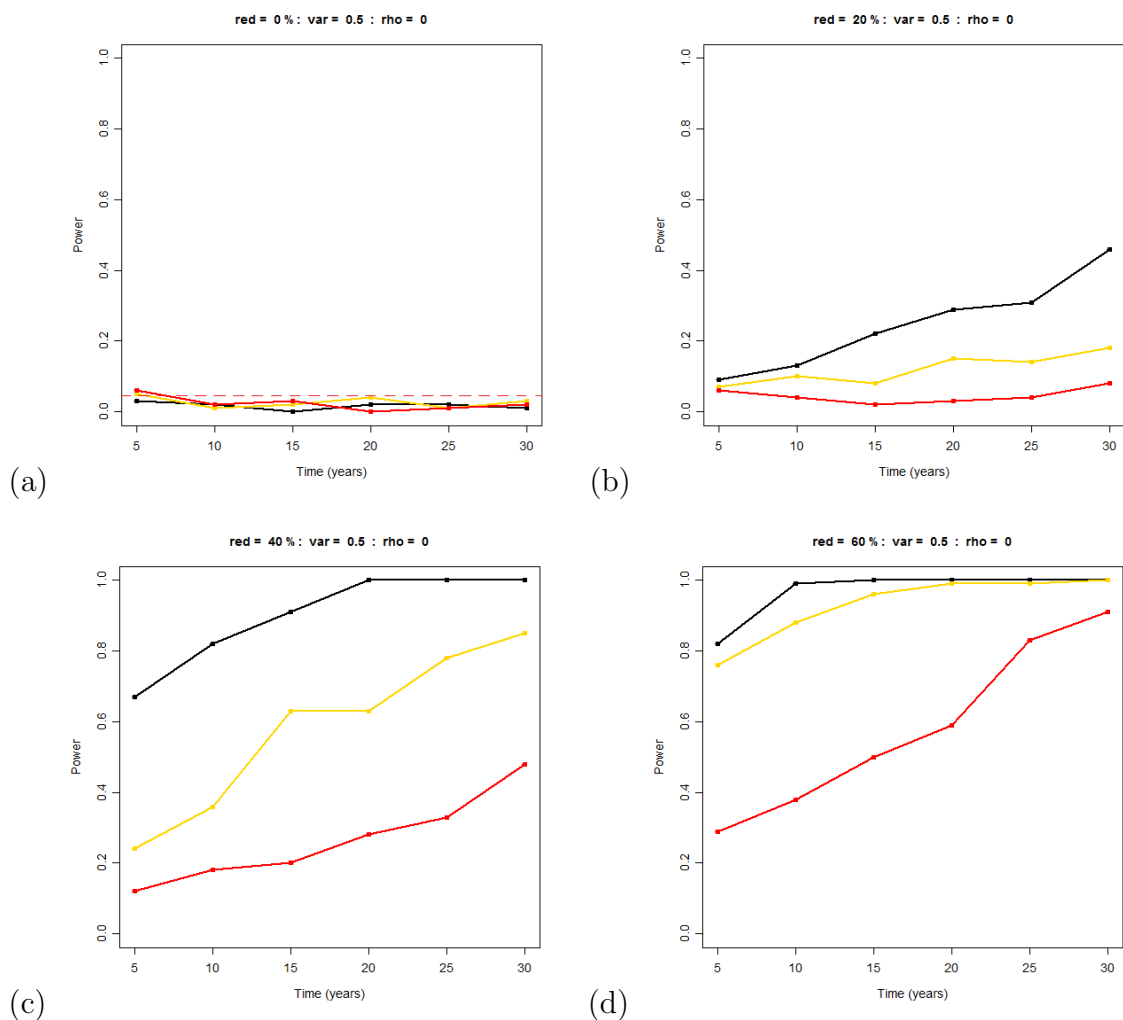 red = 0 % : var = 0.5 : rho = 0
Power
0.0 0.2 0.4 0.6 0.8 1.0
5 10 15 20 25 30
Time (years)
(a)
red = 20 % : var = 0.5 : rho = 0
Power
0.0 0.2 0.4 0.6 0.8 1.0
5 10 15 20 25 30
Time (years)
(b)
red = 40 % : var = 0.5 : rho = 0
Power
0.0 0.2 0.4 0.6 0.8 1.0
5 10 15 20 25 30
Time (years)
(c)
red = 60 % : var = 0.5 : rho = 0
Power
0.0 0.2 0.4 0.6 0.8 1.0
5 10 15 20 25 30
Time (years)
(d)